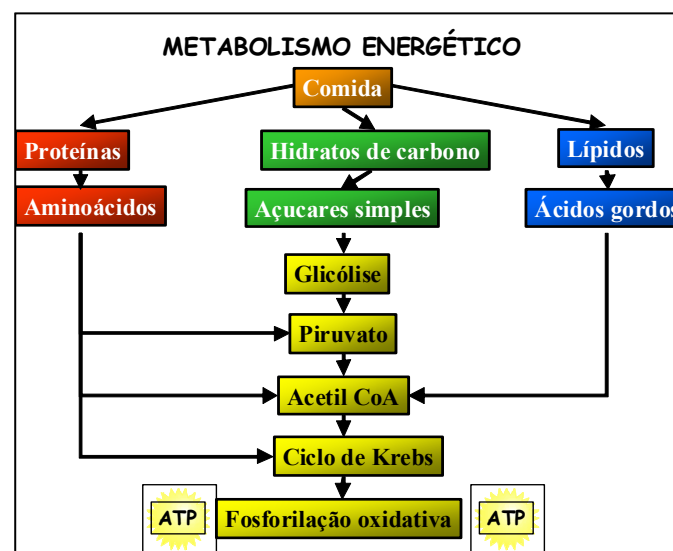 METABOLISMO ENERGÉTICO
Comida
Proteínas
Hidratos de carbono
Lípidos
Aminoácidos
Açucares simples
Ácidos gordos
Glicólise
Piruvato
Acetil CoA
Ciclo de Krebs
ATP
Fosforilação oxidativa
ATP